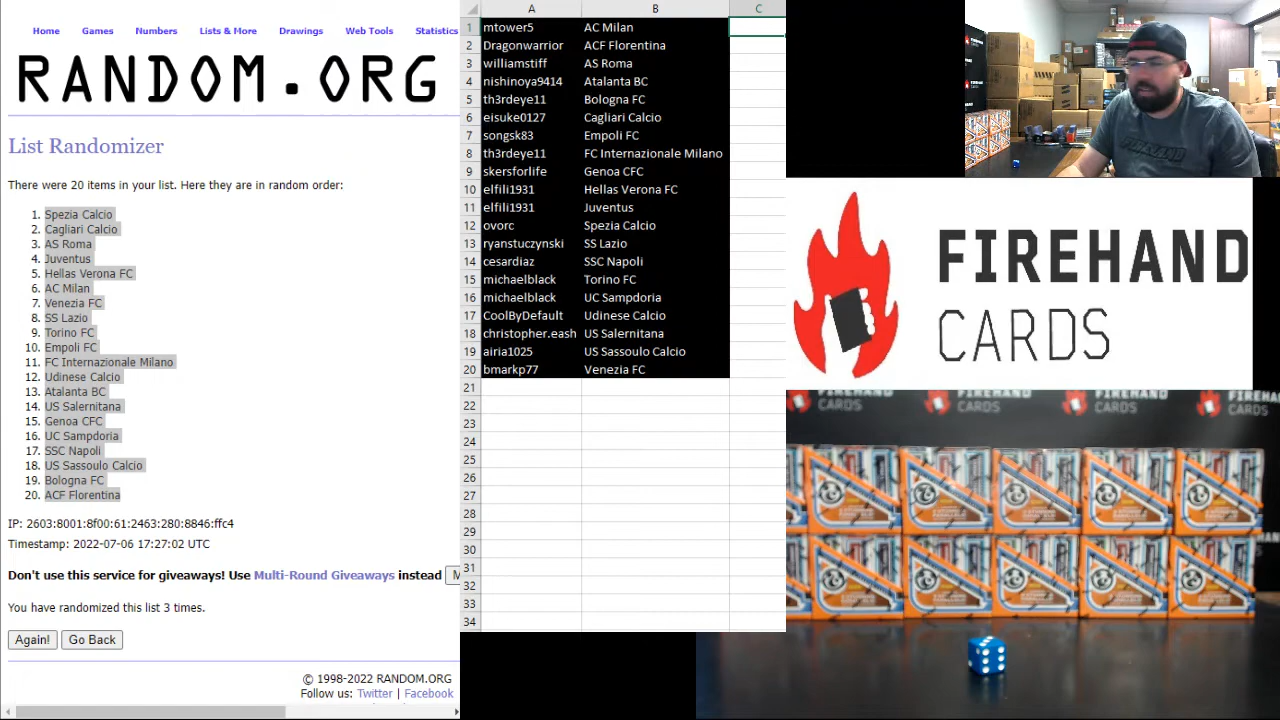 Home Games Numbers Lists & More Drawings Web Tools Statistics
RANDOM.ORG
List Randomizer
There were 20 items in your list. Here they are in random order:
1. Spezia Calcio
2. Cagliari Calcio
3. AS Roma
4. Juventus
5. Hellas Verona FC
6. AC Milan
7. Venezia FC
8. SS Lazio
9. Torino FC
10. Empoli FC
11. FC Internazionale Milano
12. Udinese Calcio
13. Atalanta BC
14. US Salernitana
15. Genoa CFC
16. UC Sampdoria
17. SSC Napoli
18. US Sassoulo Calcio
19. Bologna FC
20. ACF Florentina
IP: 2603:8001:8f00:61:2463:280:8846:ffc4
Timestamp: 2022-07-06 17:27:02 UTC
Don't use this service for giveaways! Use Multi-Round Giveaways instead M
You have randomized this list 3 times.
Again! Go Back
© 1998-2022 RANDOM.ORG
Follow us: Twitter | Facebook
A B C
1 mtower5 AC Milan
2 Dragonwarrior ACF Florentina
3 williamstiff AS Roma
4 nishinoya9414 Atalanta BC
5 th3rdeye11 Bologna FC
6 eisuke0127 Cagliari Calcio
7 songsk83 Empoli FC
8 th3rdeye11 FC Internazionale Milano
9 skersforlife Genoa CFC
10 elfili1931 Hellas Verona FC
11 elfili1931 Juventus
12 ovorc Spezia Calcio
13 ryanstuczynski SS Lazio
14 cesardiaz SSC Napoli
15 michaelblack Torino FC
16 michaelblack UC Sampdoria
17 CoolByDefault Udinese Calcio
18 christopher.eash US Salernitana
19 airia1025 US Sassoulo Calcio
20 bmarkp77 Venezia FC
21
22
23
24
25
26
27
28
29
30
31
32
33
34
FIREHAND
CARDS
FIREHAND FIREHAND FIREHAND FIREHAND
CARDS CARDS CARDS CARDS